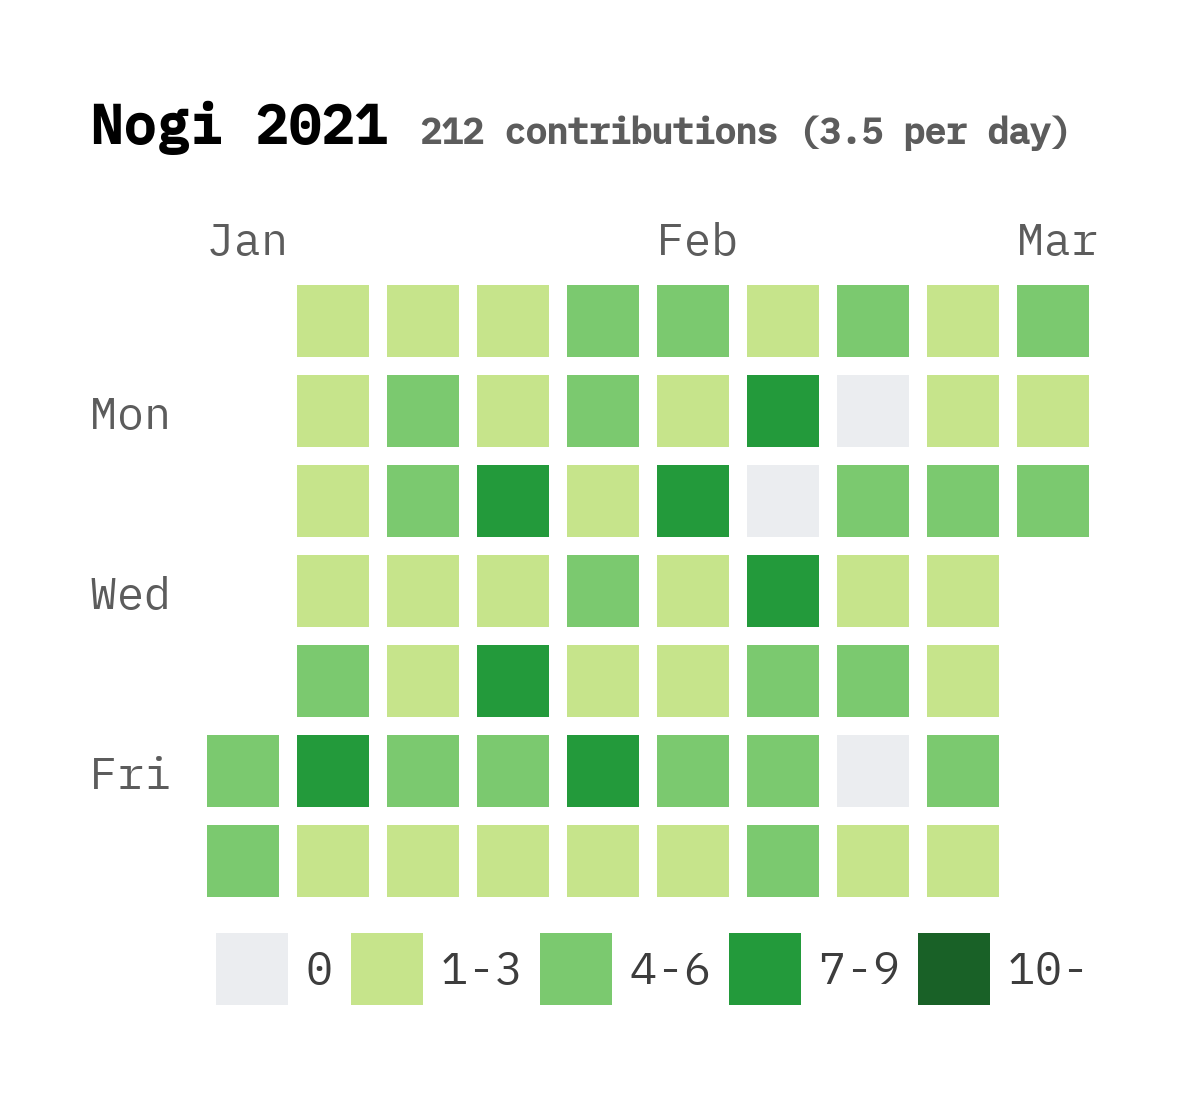 Nogi 2021 212 contributions (3.5 per day)
Jan Feb Mar
Mon
Wed
Fri
0 1-3 4-6 7-9 10-